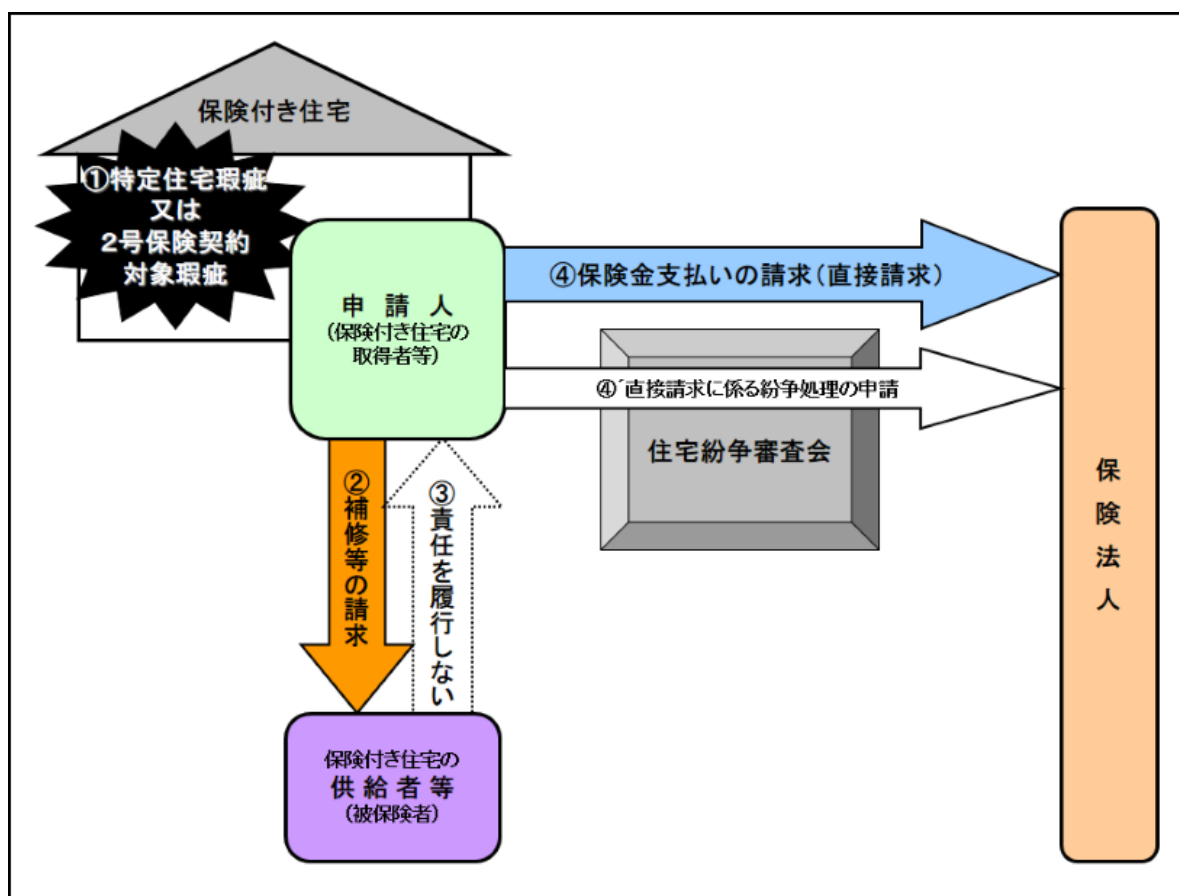 保険付き住宅
①特定住宅瑕疵
又は
2号保険契約
対象瑕疵
申請人
(保険付き住宅の
取得者等)
④保険金支払いの請求(直接請求)
④´直接請求に係る紛争処理の申請
住宅紛争審査会
保険法人
②補修等の請求
③責任を履行しない
保険付き住宅の
供給者等
(被保険者)